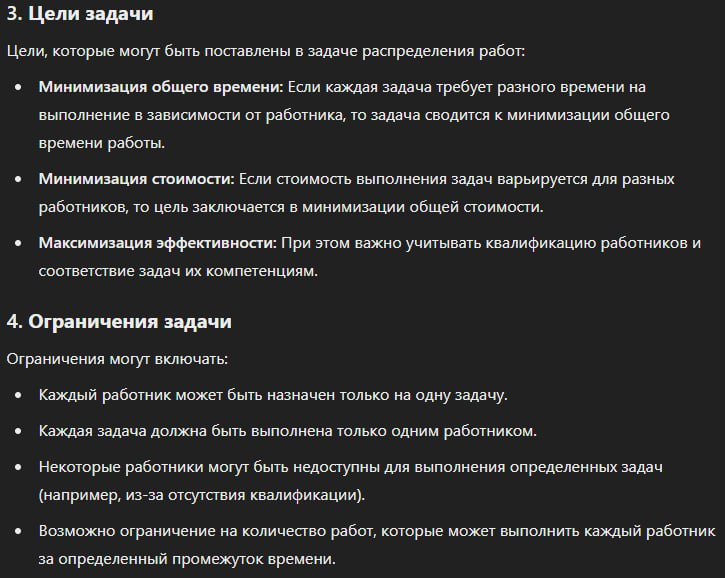 3. Цели задачи
Цели, которые могут быть поставлены в задаче распределения работ:
• Минимизация общего времени: Если каждая задача требует разного времени на
выполнение в зависимости от работника, то задача сводится к минимизации общего
времени работы.
• Минимизация стоимости: Если стоимость выполнения задач варьируется для разных
работников, то цель заключается в минимизации общей стоимости.
• Максимизация эффективности: При этом важно учитывать квалификацию работников и
соответствие задач их компетенциям.
4. Ограничения задачи
Ограничения могут включать:
• Каждый работник может быть назначен только на одну задачу.
• Каждая задача должна быть выполнена только одним работником.
• Некоторые работники могут быть недоступны для выполнения определенных задач
(например, из-за отсутствия квалификации).
• Возможно ограничение на количество работ, которые может выполнить каждый работник
за определенный промежуток времени.